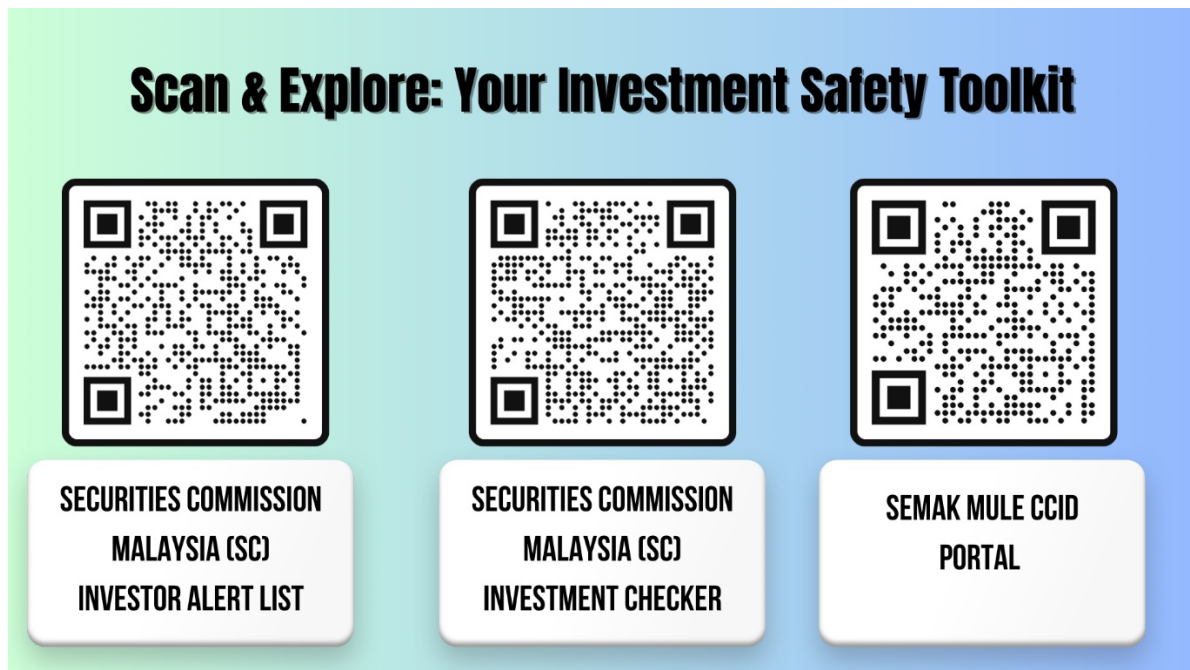 Scan & Explore: Your Investment Safety Toolkit
SECURITIES COMMISSION
MALAYSIA (SC)
INVESTOR ALERT LIST
SECURITIES COMMISSION
MALAYSIA (SC)
INVESTMENT CHECKER
SEMAK MULE CCID
PORTAL